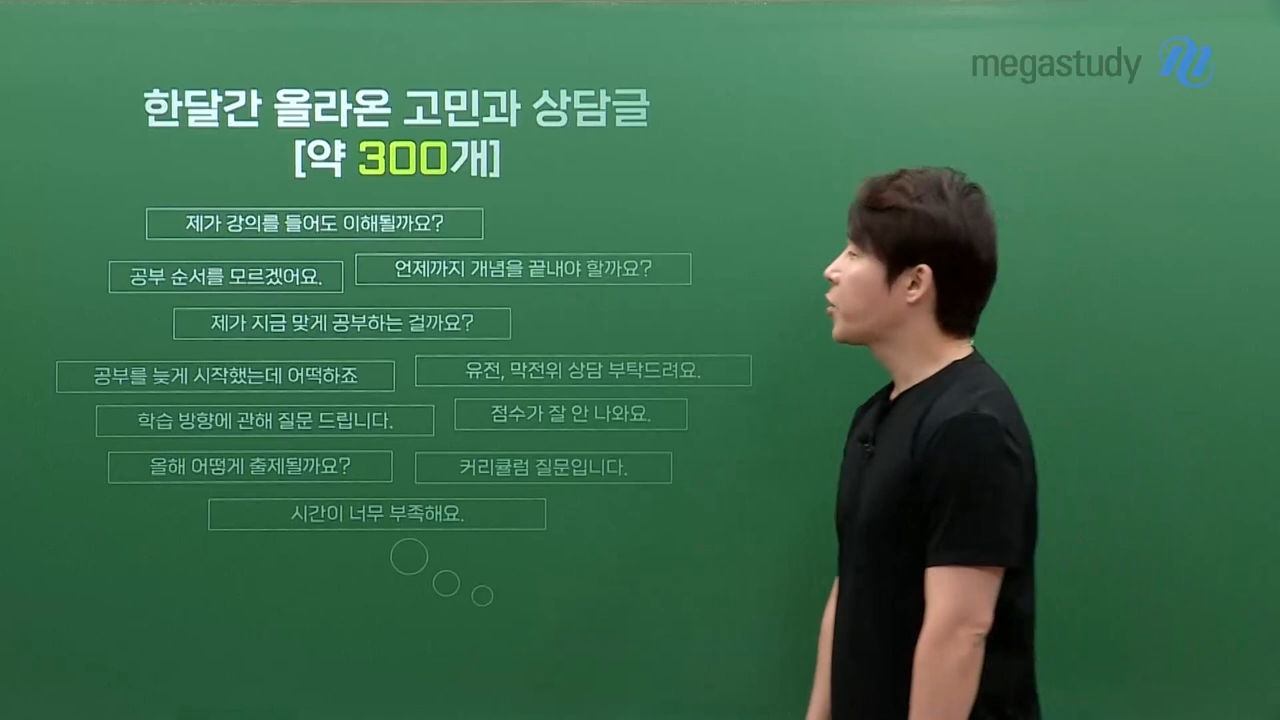 megastudy
한달간 올라온 고민과 상담글
[약 300개]
제가 강의를 들어도 이해될까요?
공부 순서를 모르겠어요.
언제까지 개념을 끝내야 할까요?
제가 지금 맞게 공부하는 걸까요?
공부를 늦게 시작했는데 어떡하죠
유전, 막전위 상담 부탁드려요.
학습 방향에 관해 질문 드립니다.
점수가 잘 안 나와요.
올해 어떻게 출제될까요?
커리큘럼 질문입니다.
시간이 너무 부족해요.